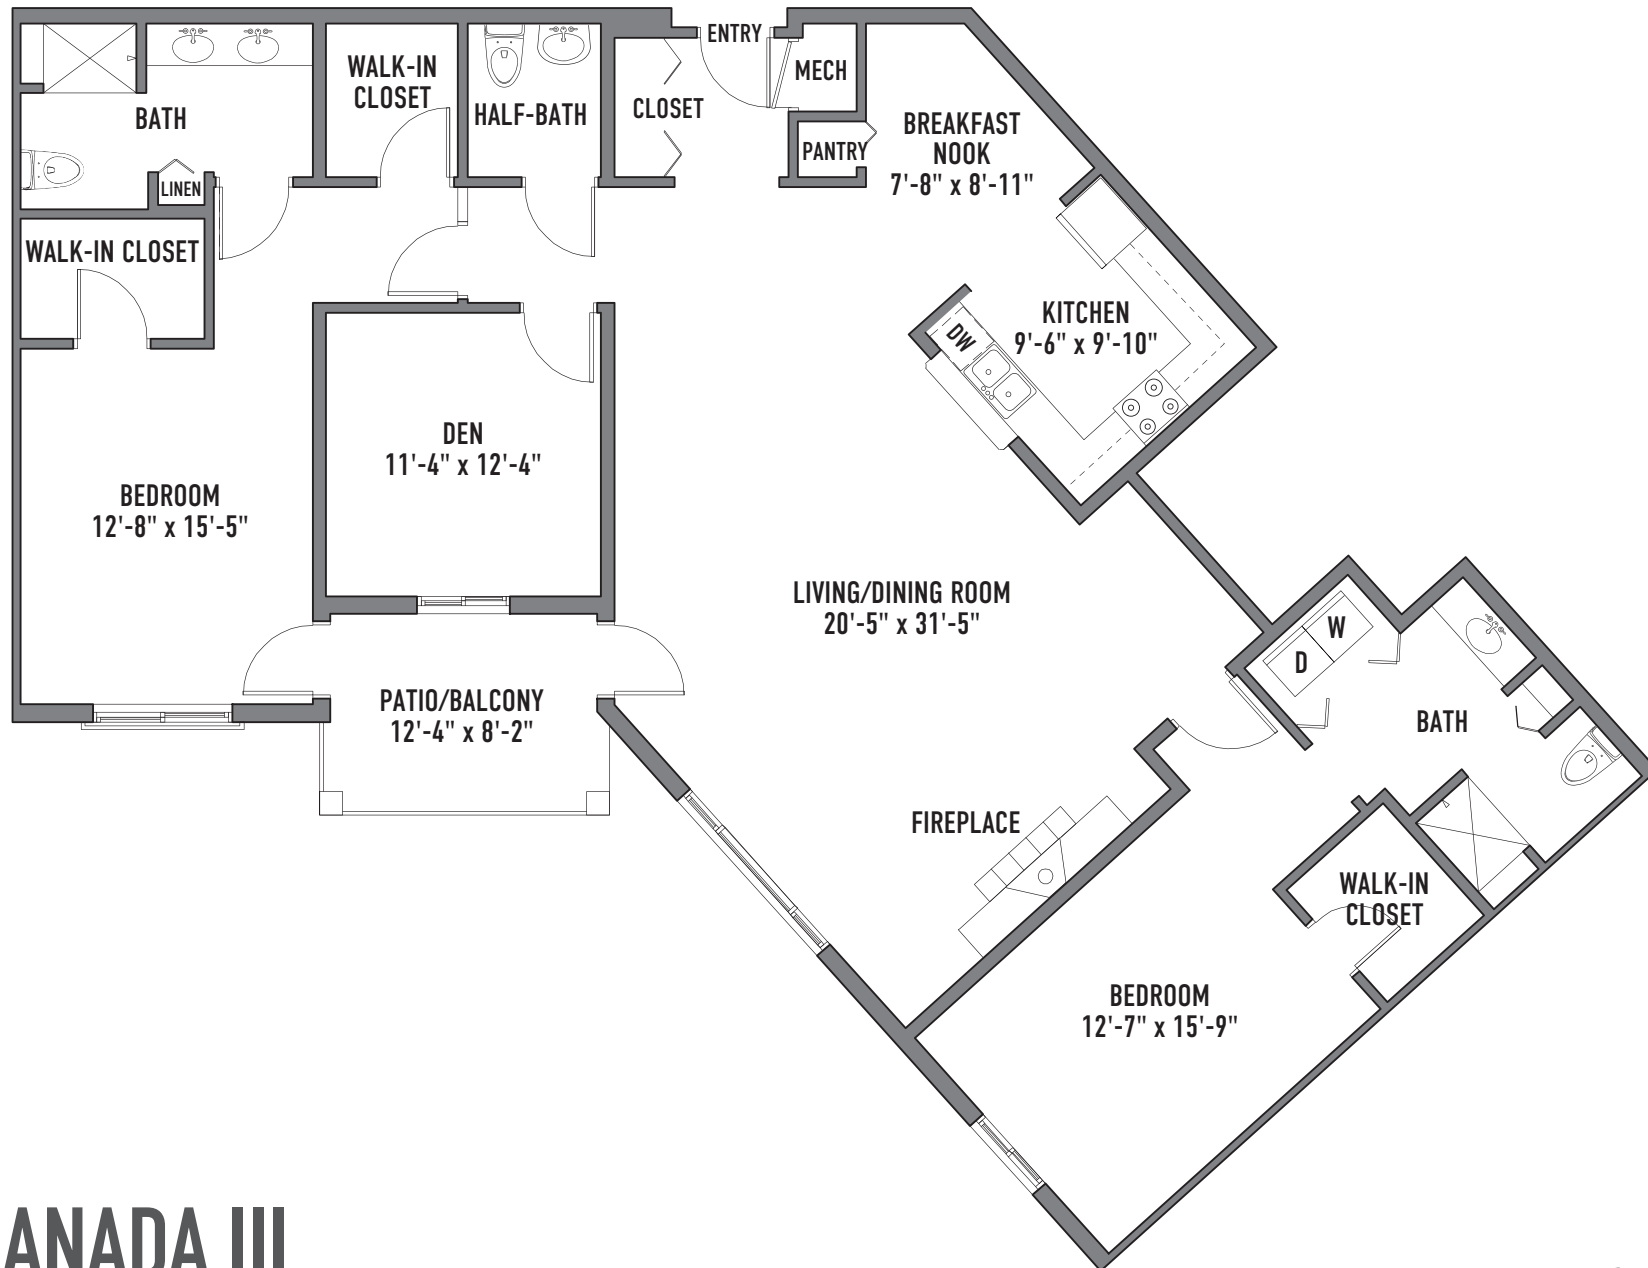 ENTRY
WALK-IN
CLOSET
MECH
BATH
HALF-BATH
CLOSET
BREAKFAST
NOOK
7'-8" x 8'-11"
PANTRY
LINEN
WALK-IN CLOSET
KITCHEN
9'-6" x 9'-10"
DW
DEN
11'-4" x 12'-4"
BEDROOM
12'-8" x 15'-5"
LIVING/DINING ROOM
20'-5" x 31'-5"
W
D
PATIO/BALCONY
12'-4" x 8'-2"
BATH
FIREPLACE
WALK-IN
CLOSET
BEDROOM
12'-7" x 15'-9"
ANADA III